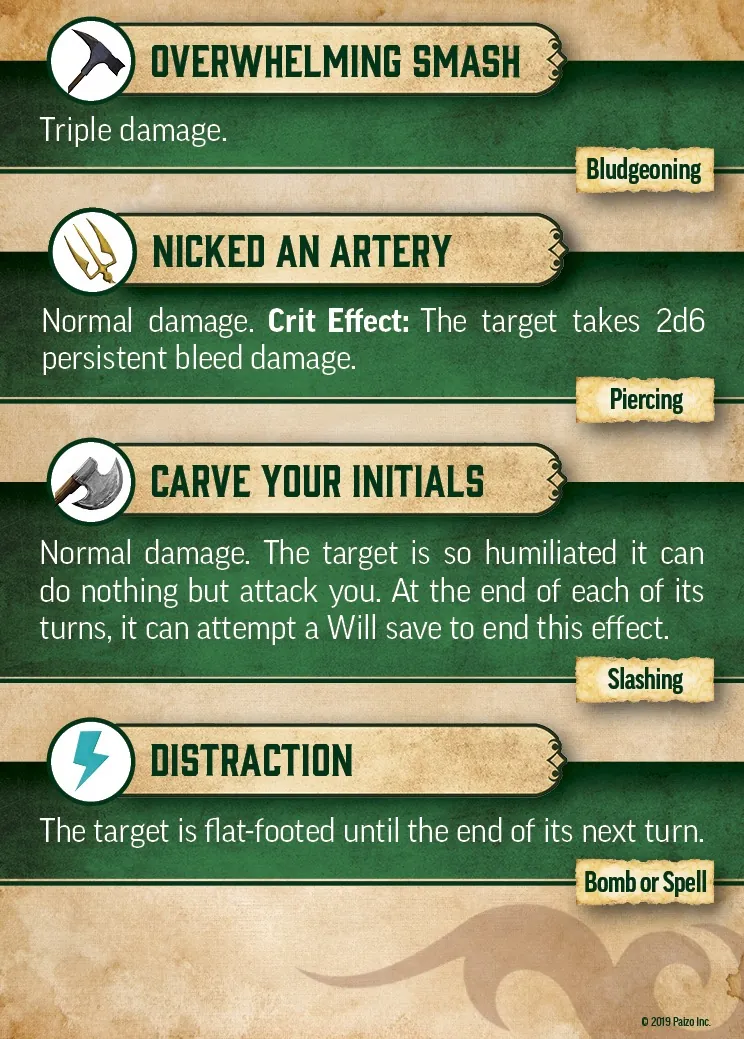 OVERWHELMING SMASH
Triple damage.
Bludgeoning
NICKED AN ARTERY
Normal damage. Crit Effect: The target takes 2d6
persistent bleed damage.
Piercing
CARVE YOUR INITIALS
Normal damage. The target is so humiliated it can
do nothing but attack you. At the end of each of its
turns, it can attempt a Will save to end this effect.
Slashing
DISTRACTION
The target is flat-footed until the end of its next turn.
Bomb or Spell
© 2019 Paizo Inc.